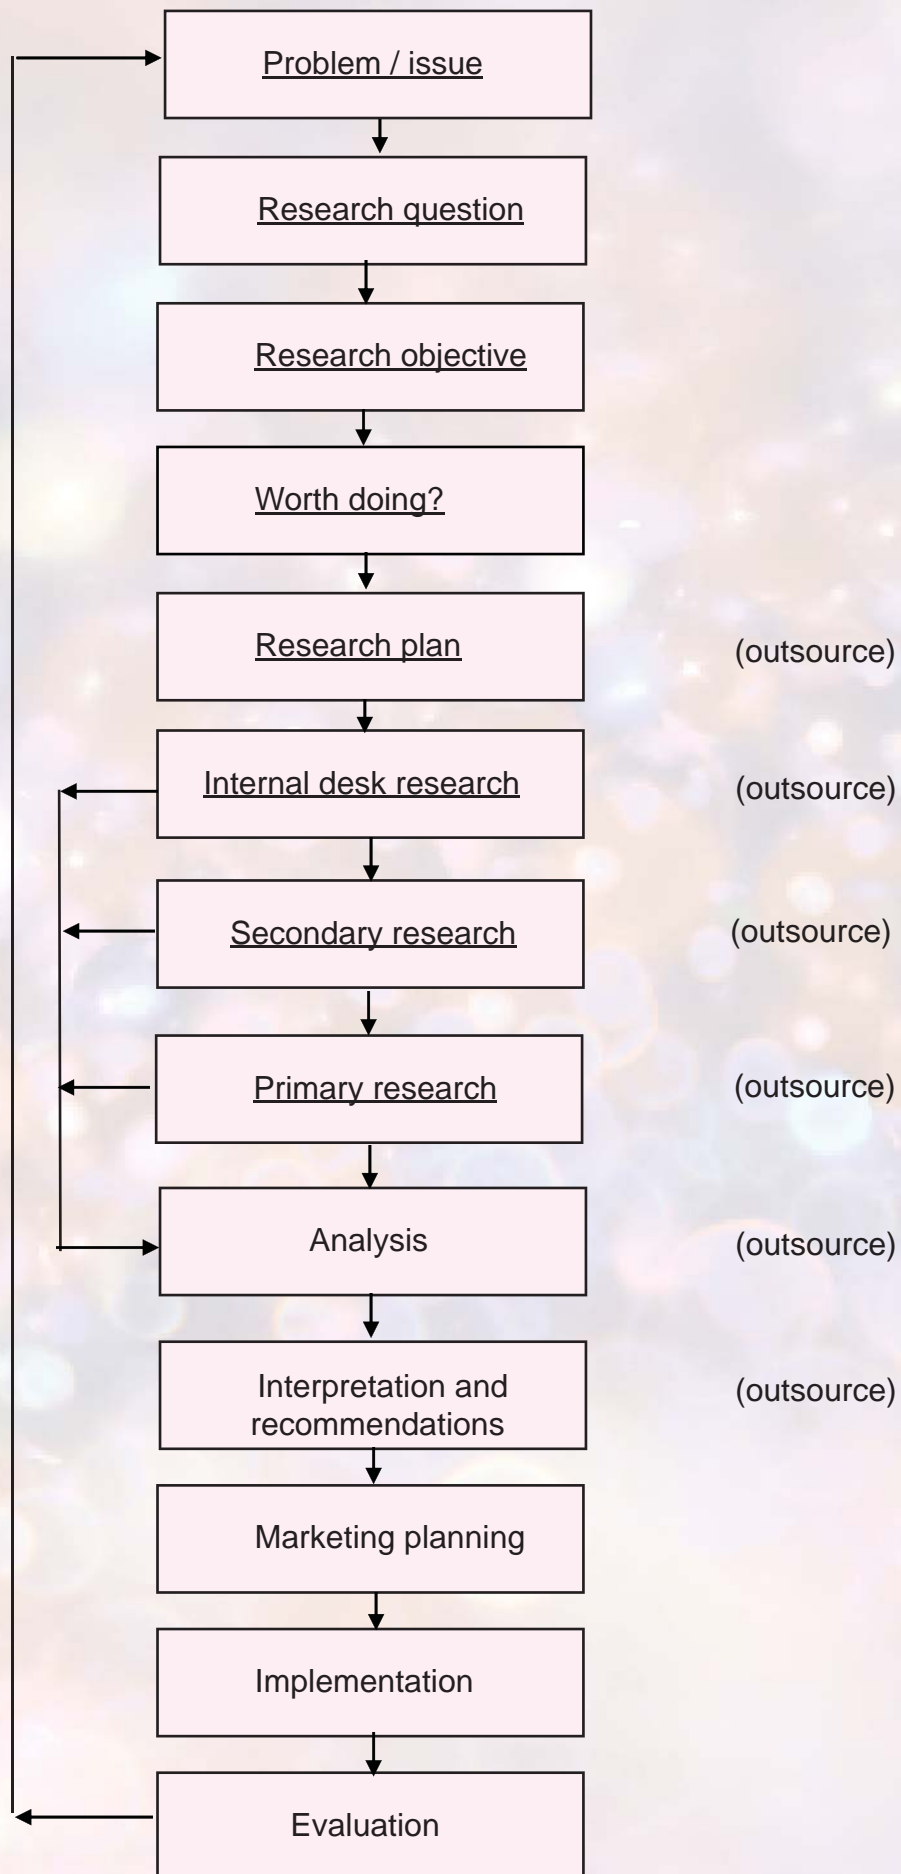 Problem / issue
Research question
Research objective
Worth doing?
Research plan
(outsource)
Internal desk research
(outsource)
Secondary research
(outsource)
Primary research
(outsource)
Analysis
(outsource)
Interpretation and
recommendations
(outsource)
Marketing planning
Implementation
Evaluation